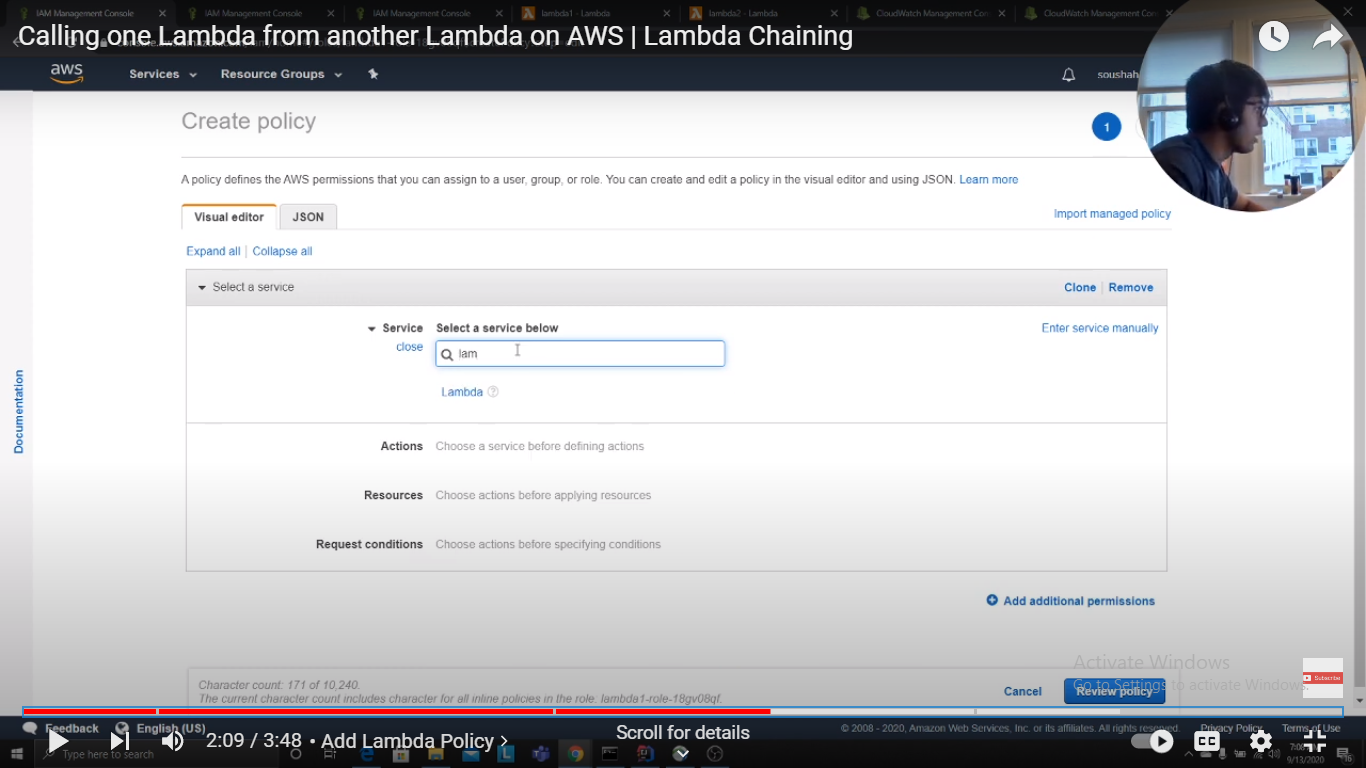 IAM Management Console
IAM Management Console
IAM Management Console
lambda1 - Lambda
lambda2 - Lambda
CloudWatch Management Con
CloudWatch Management Con
Calling one Lambda from another Lambda on AWS | Lambda Chaining
aws
Services
Resource Groups
soushah
Create policy
1
A policy defines the AWS permissions that you can assign to a user, group, or role. You can create and edit a policy in the visual editor and using JSON. Learn more
Visual editor
JSON
Import managed policy
Expand all
Collapse all
Select a service
Clone
Remove
Service
Select a service below
Enter service manually
close
lam
Lambda
Documentation
Actions
Choose a service before defining actions
Resources
Choose actions before applying resources
Request conditions
Choose actions before specifying conditions
Add additional permissions
Character count: 171 of 10,240.
The current character count includes character for all inline policies in the role: lambda1-role-18gv08qf.
Cancel
Review policy
Activate Windows
Go to Settings to activate Windows.
Subscribe
Feedback
English (US)
© 2008 - 2020, Amazon Web Services, Inc. or its affiliates. All rights reserved.
Privacy Policy
Terms of Use
2:09 / 3:48 • Add Lambda Policy
Scroll for details
CC
Type here to search
9/13/2020